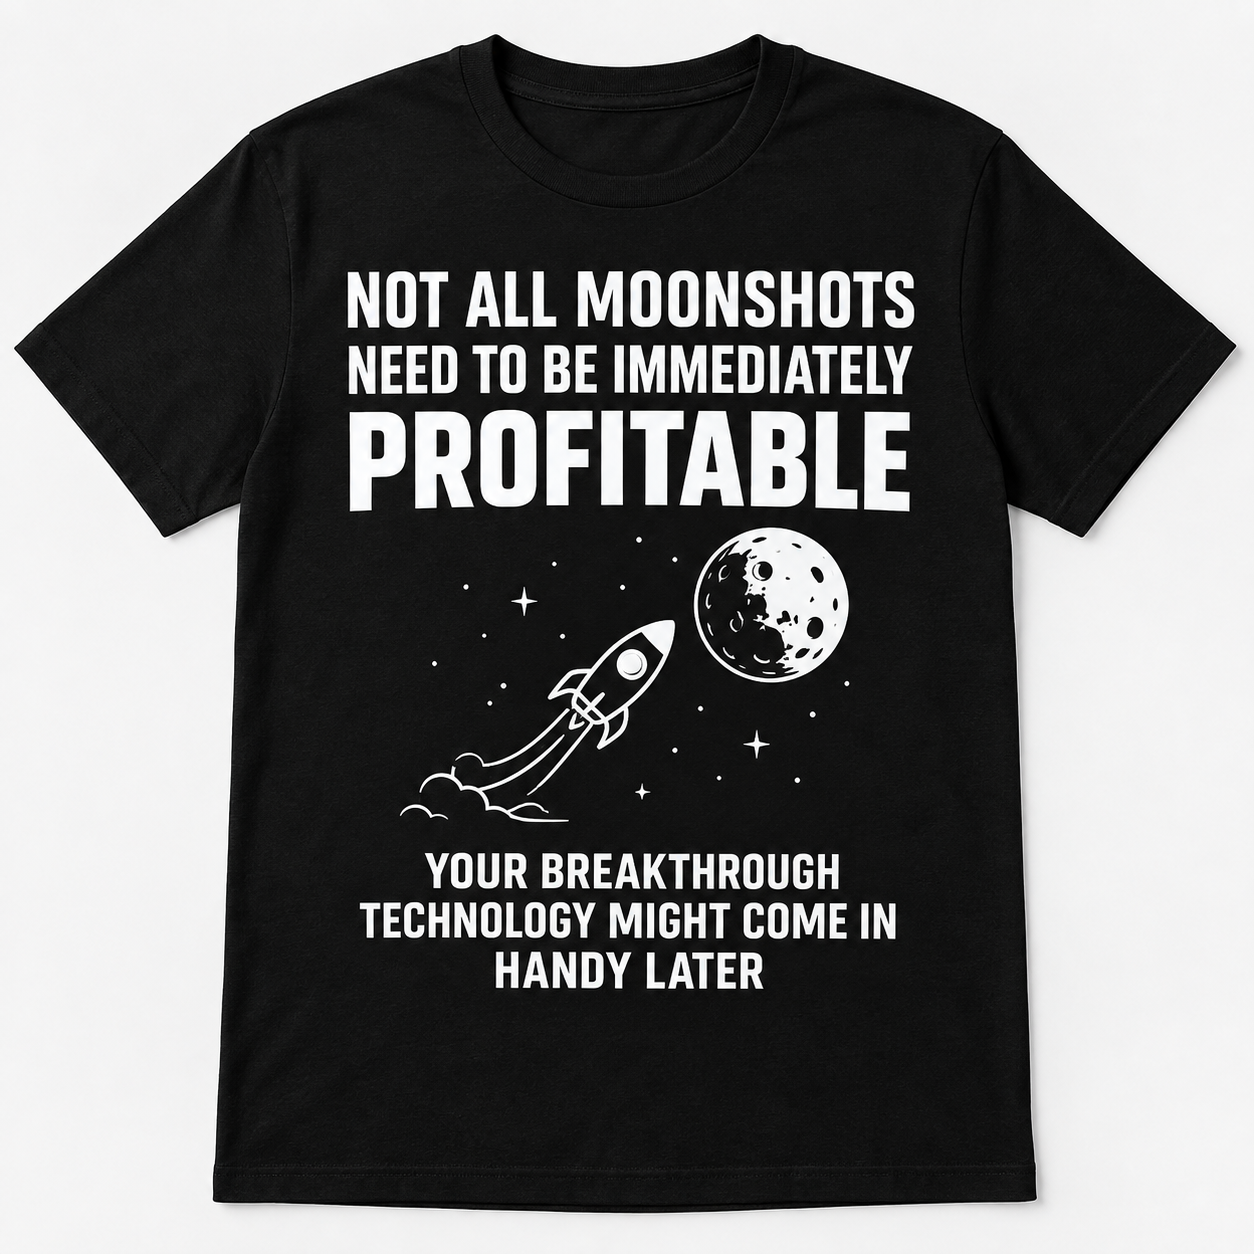 NOT ALL MOONSHOTS
NEED TO BE IMMEDIATELY
PROFITABLE
YOUR BREAKTHROUGH
TECHNOLOGY MIGHT COME IN
HANDY LATER